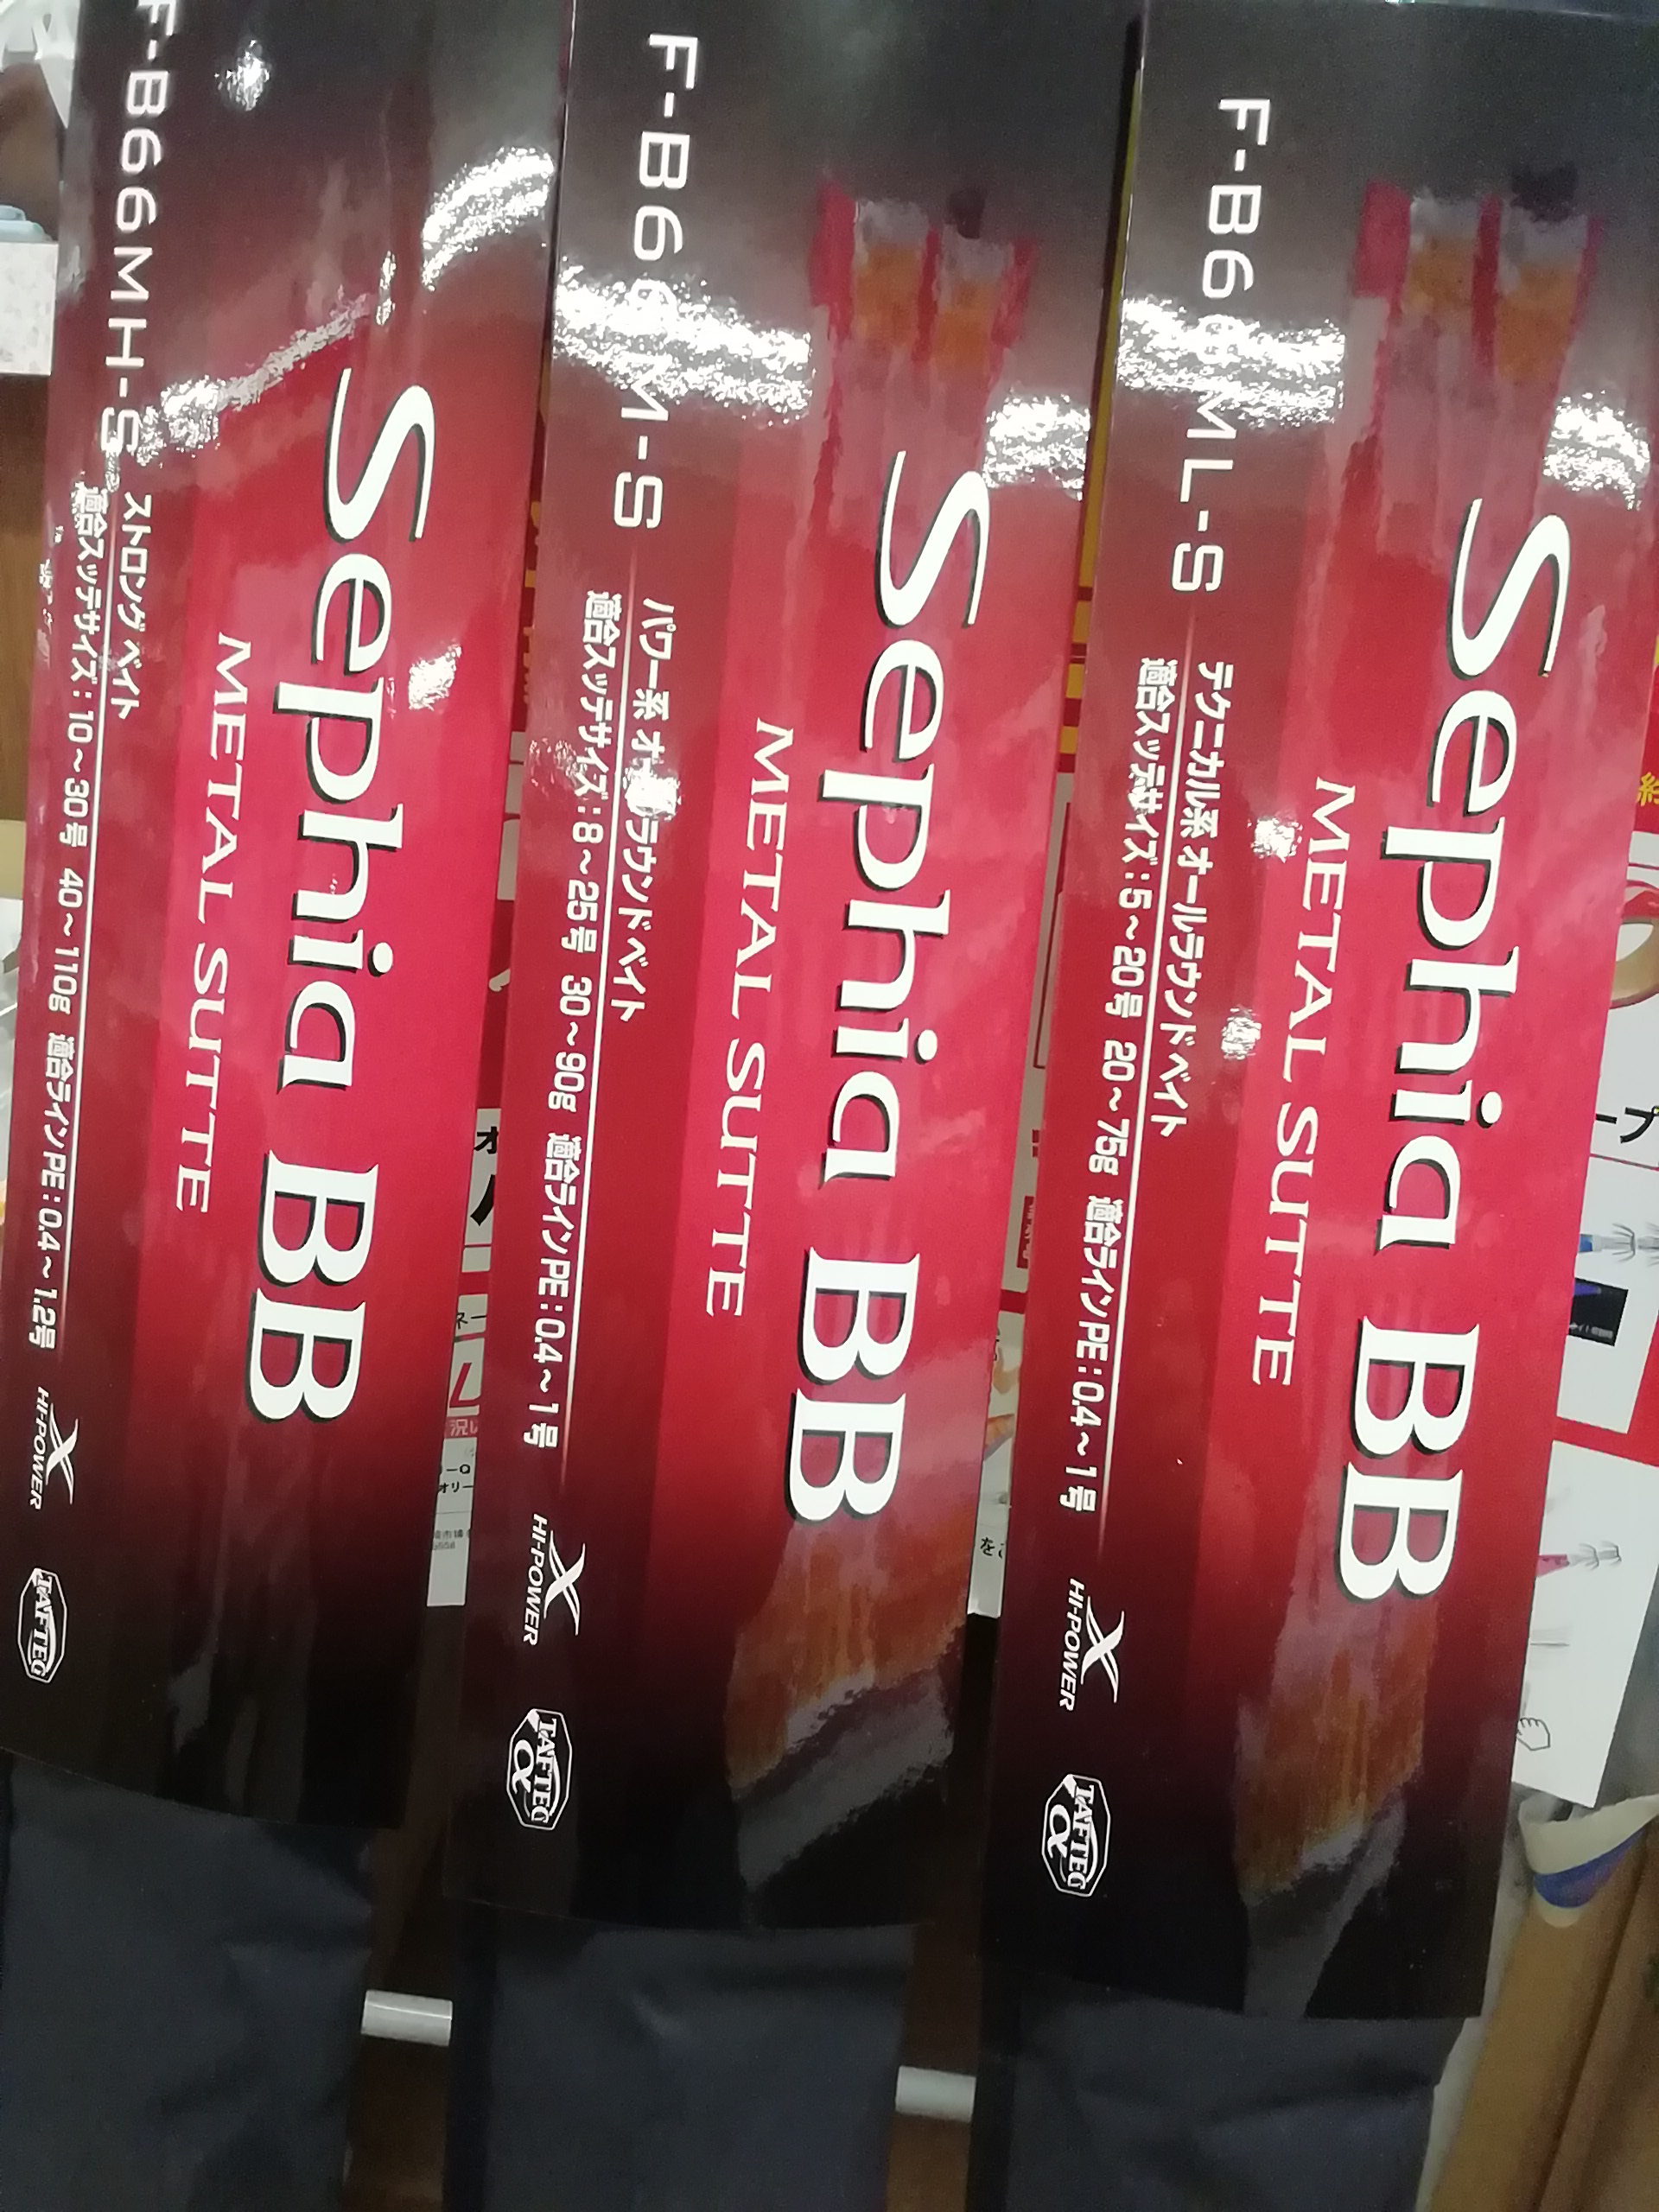 F-B66MH-S
ストロング ベイト
適合スッテサイズ：10～30号 40～110g 適合ラインPE：0.4～1.2号
HI-POWER X
TAFTEC
Sephia BB
METAL SUTTE
F-B66M-S
パワー系 オールラウンド ベイト
適合スッテサイズ：8～25号 30～90g 適合ラインPE：0.4～1号
HI-POWER X
TAFTEC α
Sephia BB
METAL SUTTE
F-B66ML-S
テクニカル系 オールラウンド ベイト
適合スッテサイズ：5～20号 20～75g 適合ラインPE：0.4～1号
HI-POWER X
TAFTEC α
Sephia BB
METAL SUTTE
ープ